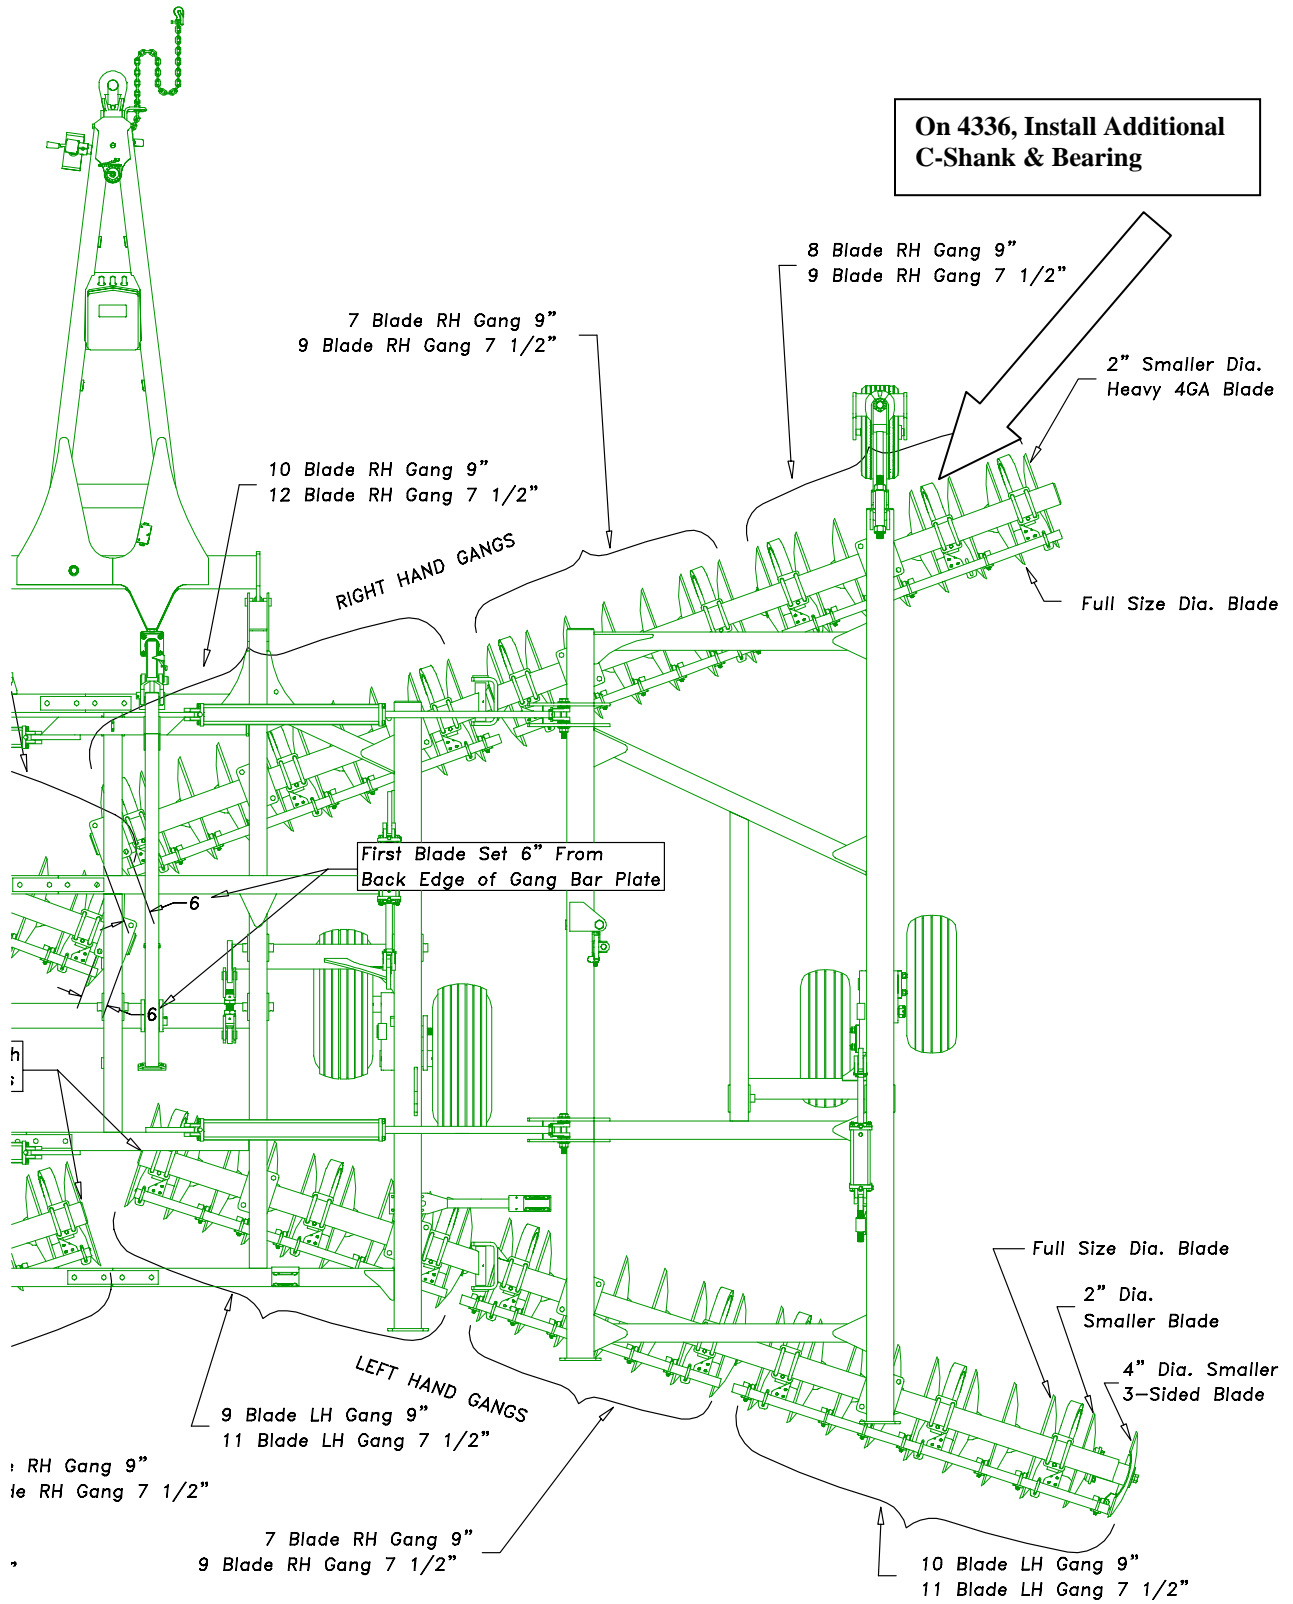 On 4336, Install Additional
C-Shank & Bearing
8 Blade RH Gang 9”
9 Blade RH Gang 7 1/2”
7 Blade RH Gang 9”
9 Blade RH Gang 7 1/2”
2” Smaller Dia.
Heavy 4GA Blade
10 Blade RH Gang 9”
12 Blade RH Gang 7 1/2”
RIGHT HAND GANGS
Full Size Dia. Blade
First Blade Set 6” From
Back Edge of Gang Bar Plate
6
6
h
s
Full Size Dia. Blade
2” Dia.
Smaller Blade
4” Dia. Smaller
3-Sided Blade
LEFT HAND GANGS
9 Blade LH Gang 9”
11 Blade LH Gang 7 1/2”
RH Gang 9”
de RH Gang 7 1/2”
7 Blade RH Gang 9”
9 Blade RH Gang 7 1/2”
10 Blade LH Gang 9”
11 Blade LH Gang 7 1/2”